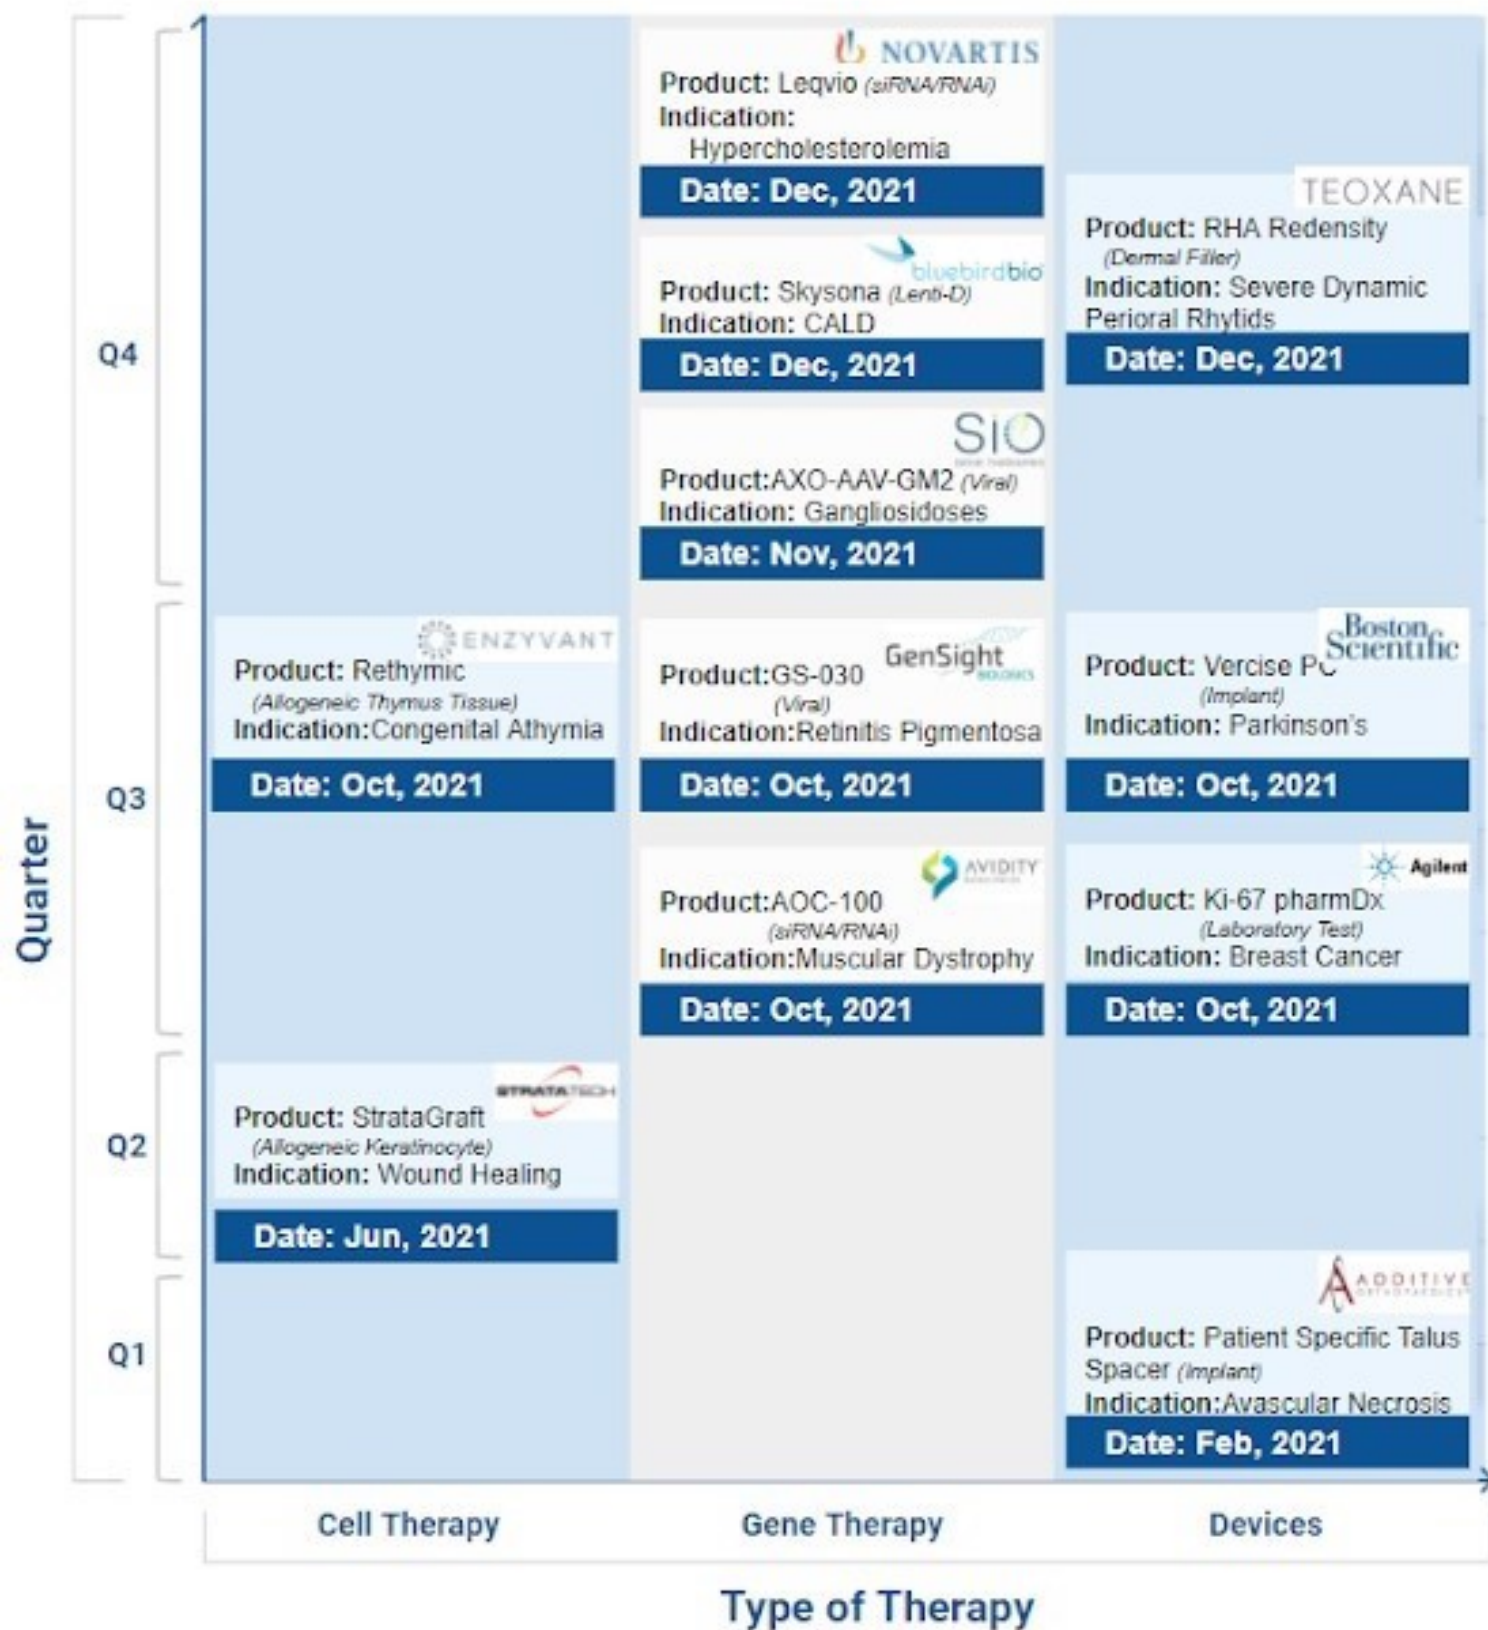 Quarter
Q4
Q3
Q2
Q1
NOVARTIS
Product: Leqvio (siRNA/RNAi)
Indication:
Hypercholesterolemia
Date: Dec, 2021
bluebirdbio
Product: Skysona (Lenti-D)
Indication: CALD
Date: Dec, 2021
TEOXANE
Product: RHA Redensity
(Dermal Filler)
Indication: Severe Dynamic
Perioral Rhytids
Date: Dec, 2021
SiO
Product:AXO-AAV-GM2 (Viral)
Indication: Gangliosidoses
Date: Nov, 2021
ENZYVANT
Product: Rethymic
(Allogeneic Thymus Tissue)
Indication:Congenital Athymia
Date: Oct, 2021
GenSight
BIOLOGICS
Product:GS-030
(Viral)
Indication:Retinitis Pigmentosa
Date: Oct, 2021
Boston
Scientific
Product: Vercise PC
(Implant)
Indication: Parkinson's
Date: Oct, 2021
AVIDITY
Product:AOC-100
(siRNA/RNAi)
Indication:Muscular Dystrophy
Date: Oct, 2021
Agilent
Product: Ki-67 pharmDx
(Laboratory Test)
Indication: Breast Cancer
Date: Oct, 2021
STRATATECH
Product: StrataGraft
(Allogeneic Keratinocyte)
Indication: Wound Healing
Date: Jun, 2021
ADDITIVE
ORTHOPAEDICS
Product: Patient Specific Talus
Spacer (Implant)
Indication:Avascular Necrosis
Date: Feb, 2021
Cell Therapy
Gene Therapy
Devices
Type of Therapy